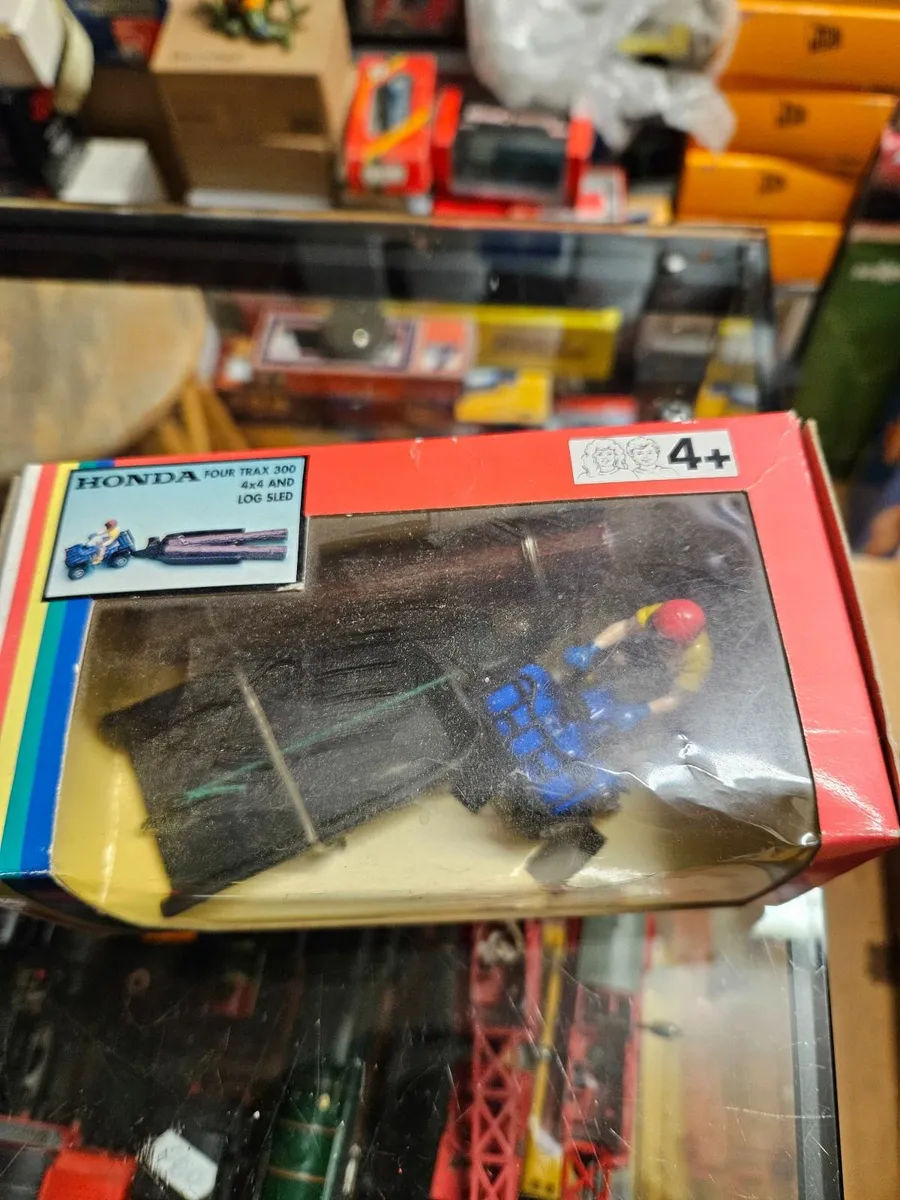 HONDA FOUR TRAX 300
4x4 AND
LOG SLED
4+